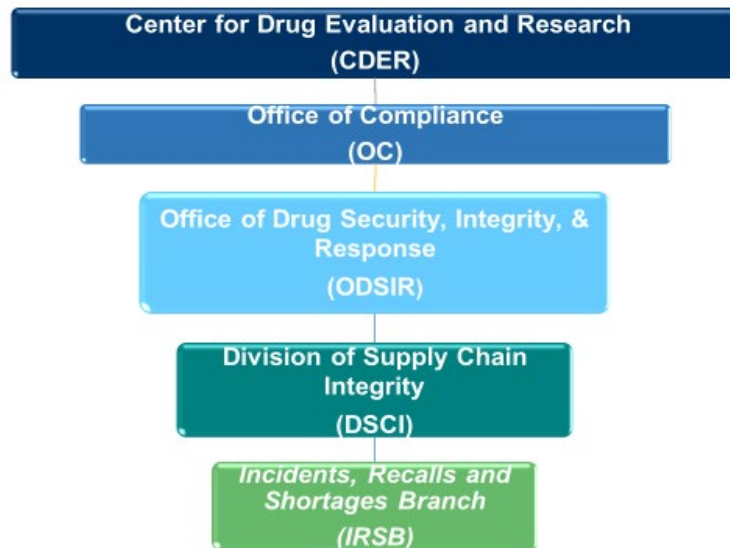 Center for Drug Evaluation and Research
(CDER)
Office of Compliance
(OC)
Office of Drug Security, Integrity, &
Response
(ODSIR)
Division of Supply Chain
Integrity
(DSCI)
Incidents, Recalls and
Shortages Branch
(IRSB)